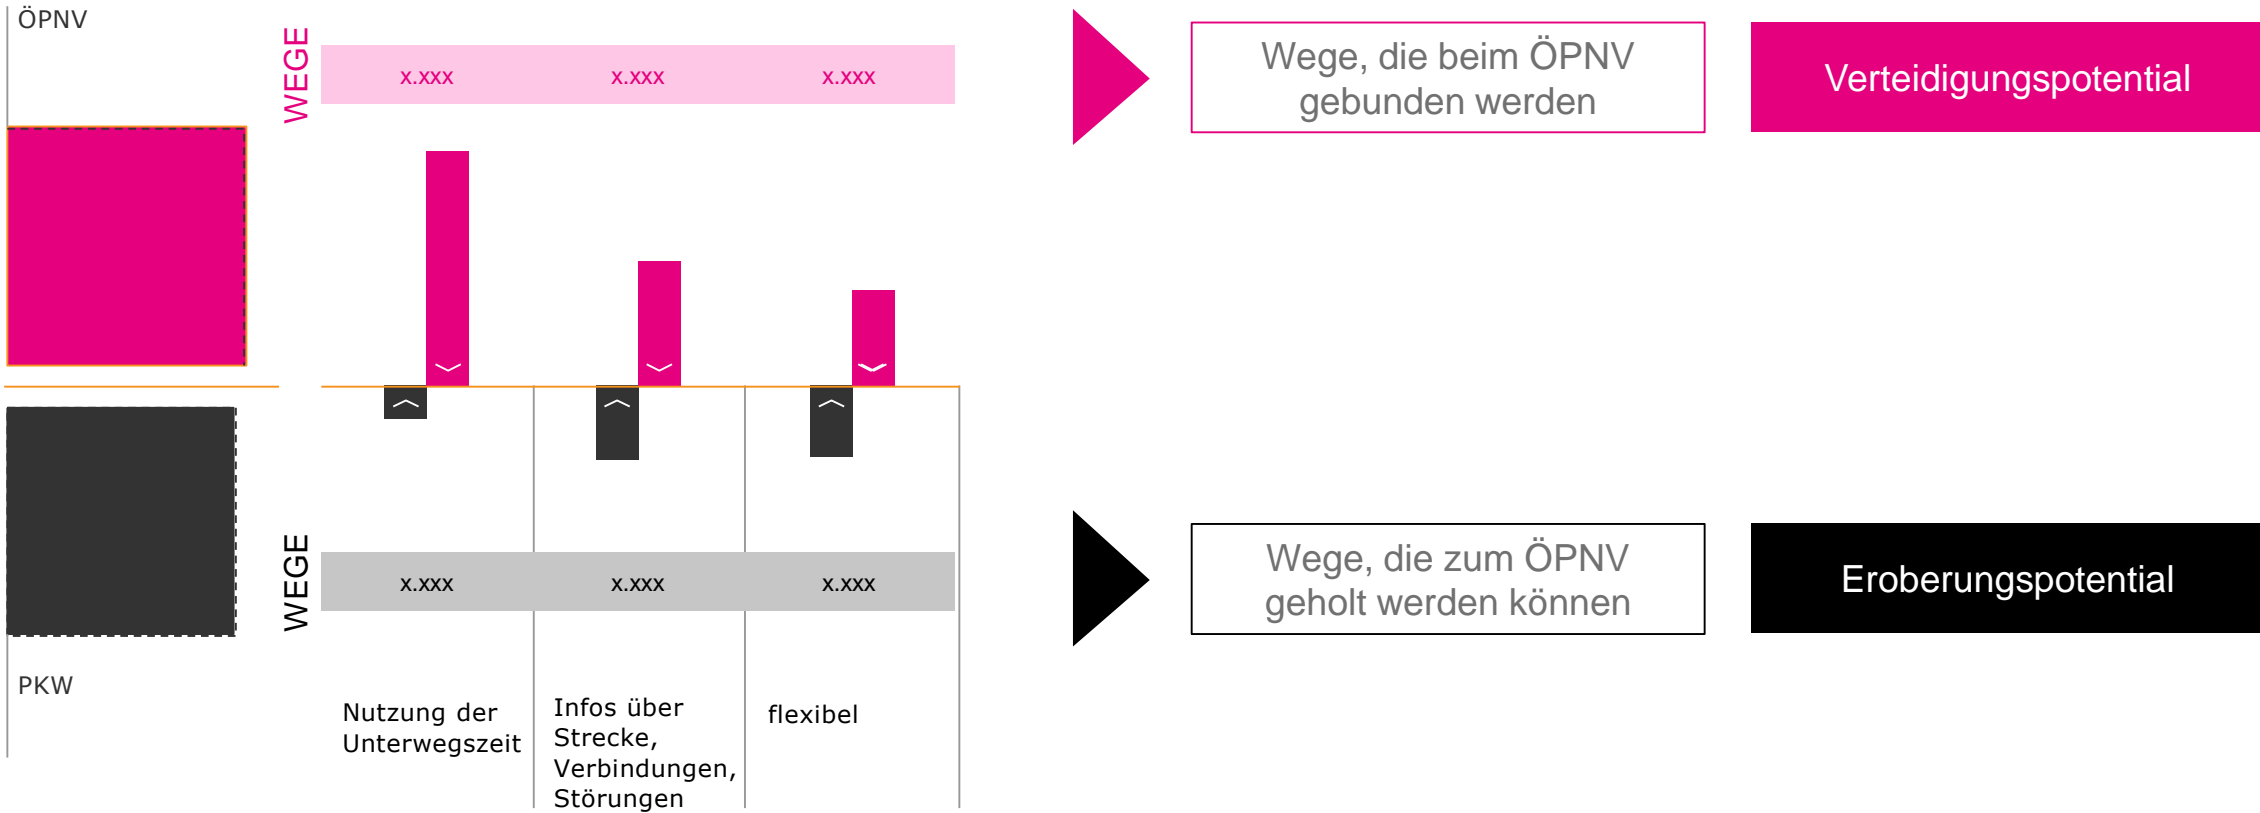 ÖPNV
WEGE
x.xxx x.xxx x.xxx
Wege, die beim ÖPNV
gebunden werden
Verteidigungspotential
WEGE
x.xxx x.xxx x.xxx
Wege, die zum ÖPNV
geholt werden können
Eroberungspotential
PKW
Nutzung der
Unterwegszeit
Infos über
Strecke,
Verbindungen,
Störungen
flexibel